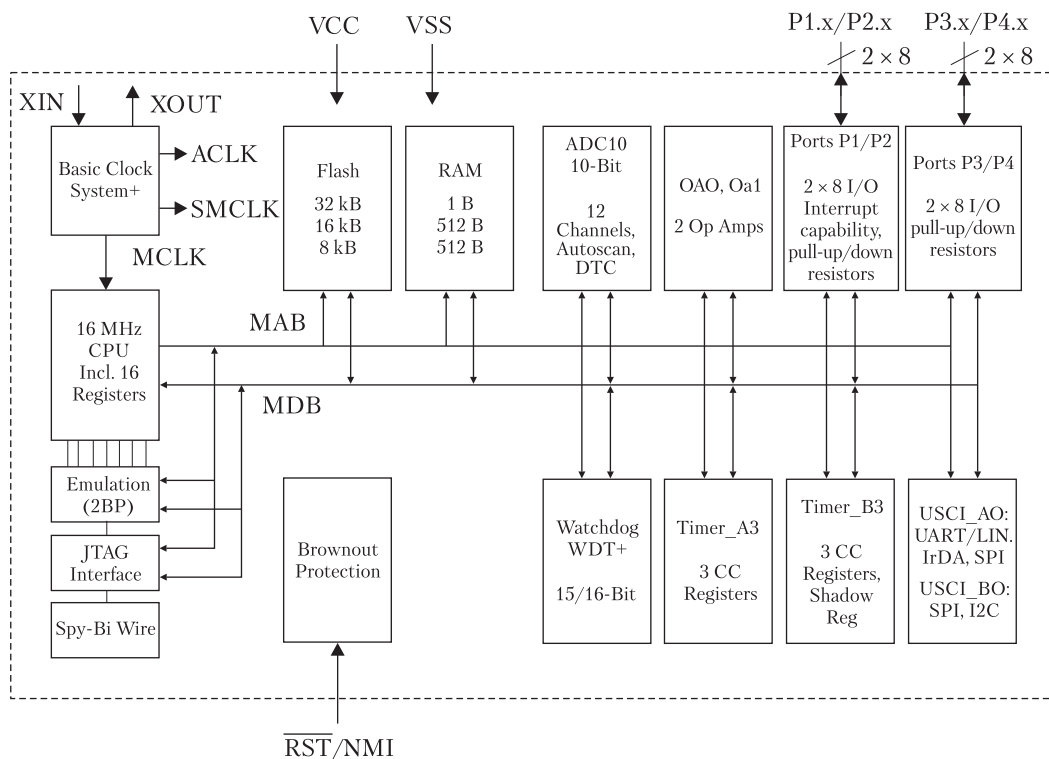 VCC
VSS
P1.x/P2.x
P3.x/P4.x
2 × 8
2 × 8
XIN
XOUT
Basic Clock
System+
ACLK
SMCLK
MCLK
Flash
32 kB
16 kB
8 kB
RAM
1 B
512 B
512 B
ADC10
10-Bit
12
Channels,
Autoscan,
DTC
OAO, Oa1
2 Op Amps
Ports P1/P2
2 × 8 I/O
Interrupt
capability,
pull-up/down
resistors
Ports P3/P4
2 × 8 I/O
pull-up/down
resistors
16 MHz
CPU
Incl. 16
Registers
MAB
MDB
Emulation
(2BP)
JTAG
Interface
Spy-Bi Wire
Brownout
Protection
Watchdog
WDT+
15/16-Bit
Timer_A3
3 CC
Registers
Timer_B3
3 CC
Registers,
Shadow
Reg
USCI_AO:
UART/LIN.
IrDA, SPI
USCI_BO:
SPI, I2C
RST/NMI